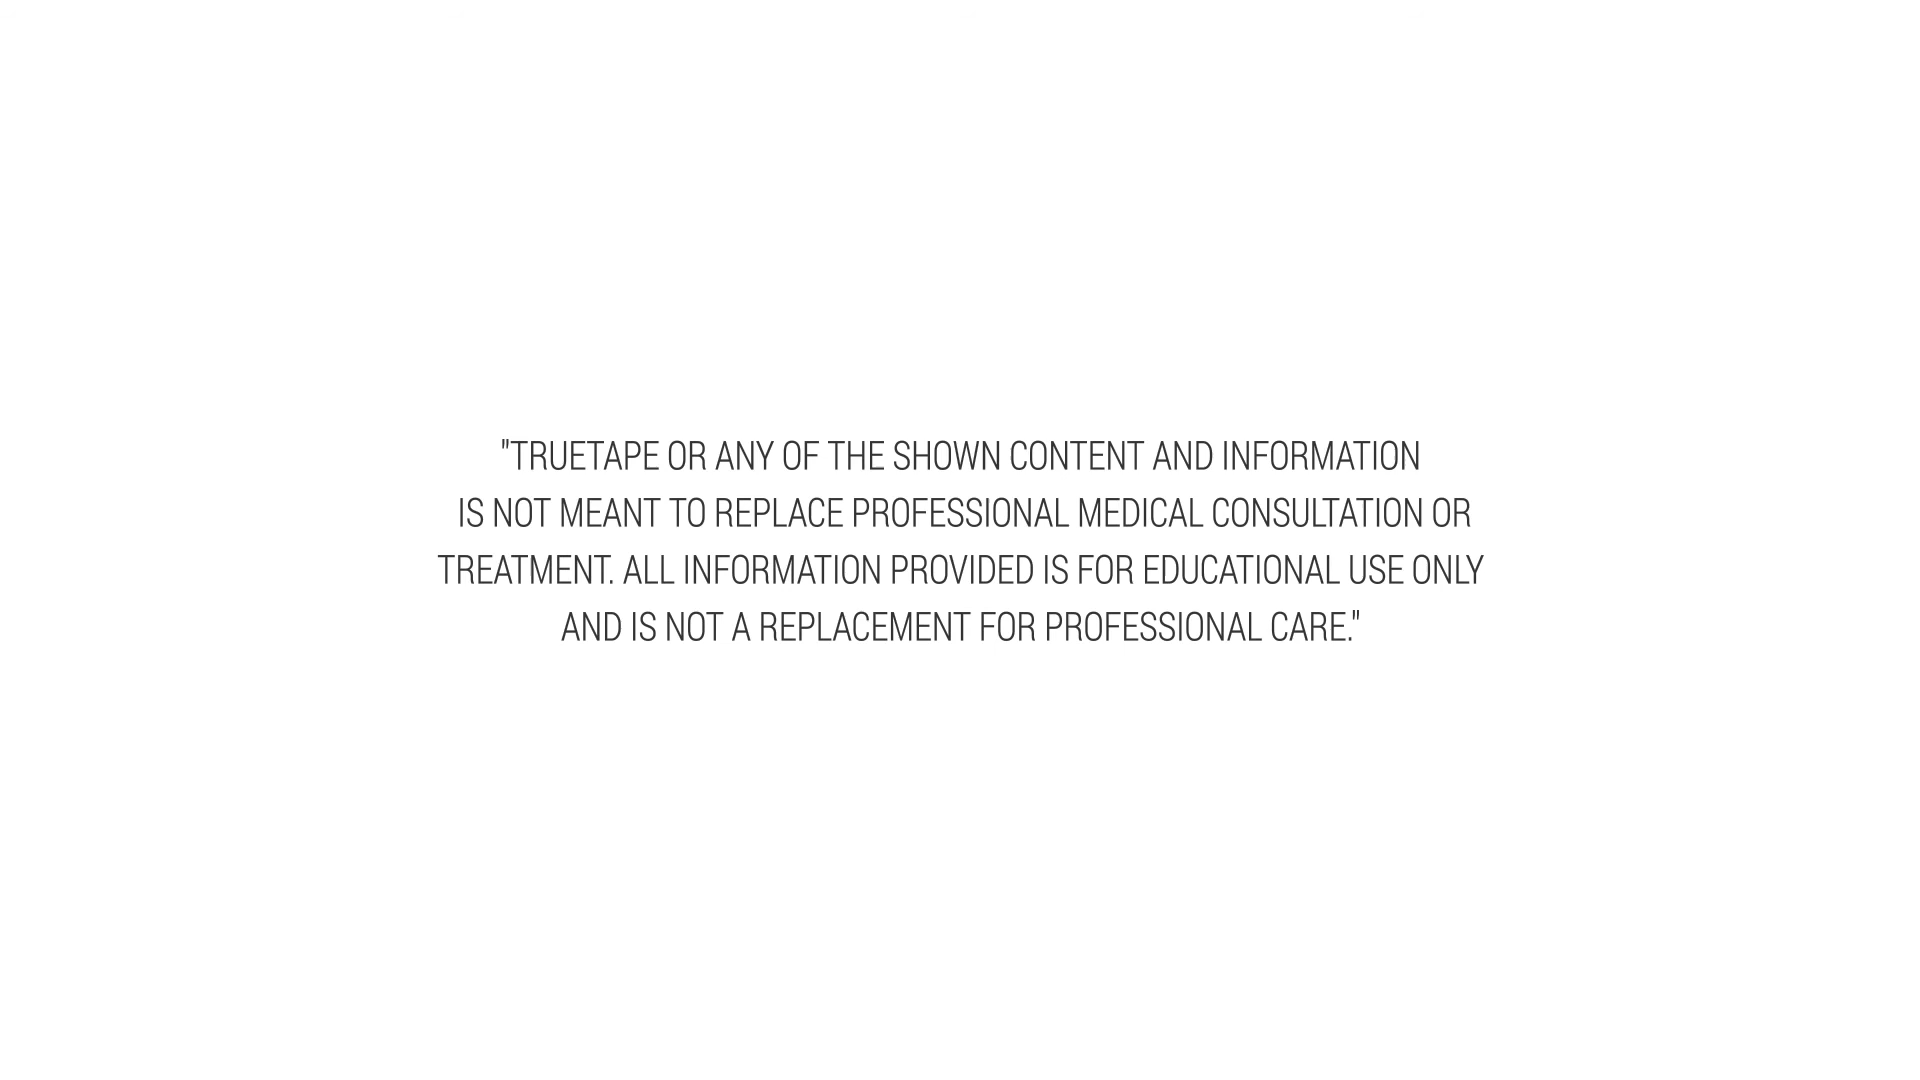 "TRUETAPE OR ANY OF THE SHOWN CONTENT AND INFORMATION
IS NOT MEANT TO REPLACE PROFESSIONAL MEDICAL CONSULTATION OR
TREATMENT. ALL INFORMATION PROVIDED IS FOR EDUCATIONAL USE ONLY
AND IS NOT A REPLACEMENT FOR PROFESSIONAL CARE."